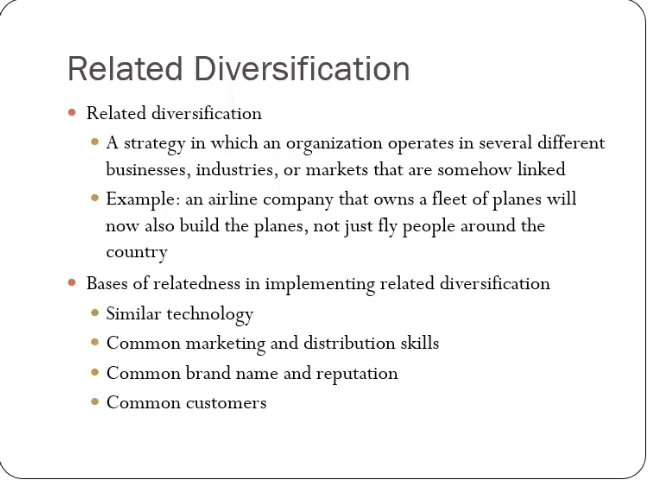 Related Diversification
Related diversification
A strategy in which an organization operates in several different
businesses, industries, or markets that are somehow linked
Example: an airline company that owns a fleet of planes will
now also build the planes, not just fly people around the
country
Bases of relatedness in implementing related diversification
Similar technology
Common marketing and distribution skills
Common brand name and reputation
Common customers